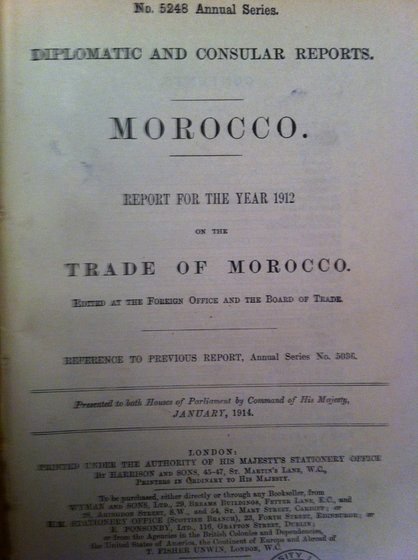 No. 5248 Annual Series.
DIPLOMATIC AND CONSULAR REPORTS.
MOROCCO.
REPORT FOR THE YEAR 1912
ON THE
TRADE OF MOROCCO.
EDITED AT THE FOREIGN OFFICE AND THE BOARD OF TRADE.
REFERENCE TO PREVIOUS REPORT, Annual Series No. 5036.
Presented to both Houses of Parliament by Command of His Majesty,
JANUARY, 1914.
LONDON:
PRINTED UNDER THE AUTHORITY OF HIS MAJESTY'S STATIONERY OFFICE
BY HARRISON AND SONS, 45-47, ST. MARTIN'S LANE, W.C.,
PRINTERS IN ORDINARY TO HIS MAJESTY.
To be purchased, either directly or through any Bookseller, from
WYMAN AND SONS, LTD., 29, BREAMS BUILDINGS, FETTER LANE, E.C., and
28, ABINGDON STREET, S.W., and 54, ST. MARY STREET, CARDIFF; or
H.M. STATIONERY OFFICE (SCOTTISH BRANCH), 23, FORTH STREET, EDINBURGH; or
E. PONSONBY, LTD., 116, GRAFTON STREET, DUBLIN;
or from the Agencies in the British Colonies and Dependencies,
the United States of America, the Continent of Europe and Abroad of
T. FISHER UNWIN, LONDON, W.C.